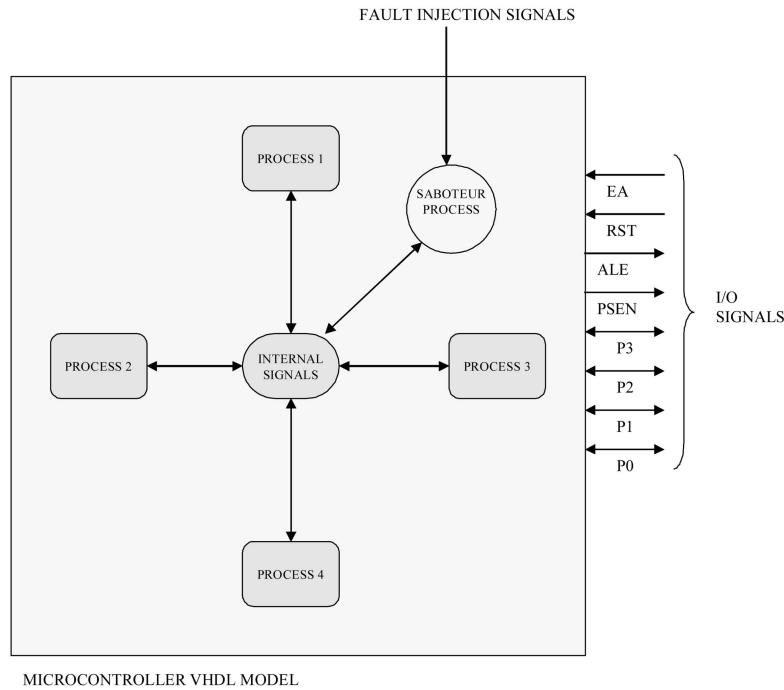 FAULT INJECTION SIGNALS
PROCESS 1
SABOTEUR
PROCESS
EA
RST
ALE
PSEN
I/O
SIGNALS
P3
PROCESS 2
INTERNAL
SIGNALS
PROCESS 3
P2
P1
P0
PROCESS 4
MICROCONTROLLER VHDL MODEL